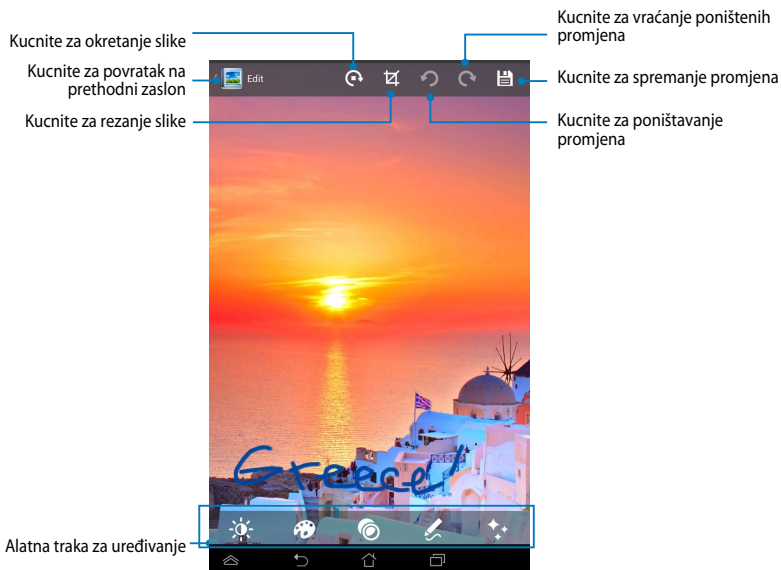 Kucnite za vraćanje poništenih
promjena
Kucnite za okretanje slike
Kucnite za povratak na
prethodni zaslon
Edit
Kucnite za spremanje promjena
Kucnite za rezanje slike
Kucnite za poništavanje
promjena
Greece!
Alatna traka za uređivanje